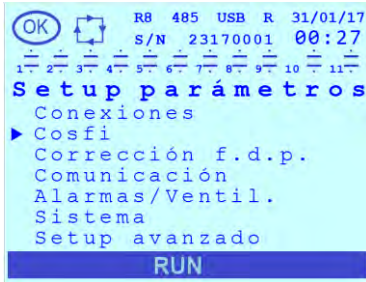 OK R8 485 USB R 31/01/17
S/N 23170001 00:27
1 2 3 4 5 6 7 8 9 10 11
Setup parámetros
Conexiones
Cosfi
Corrección f.d.p.
Comunicación
Alarmas/Ventil.
Sistema
Setup avanzado
RUN